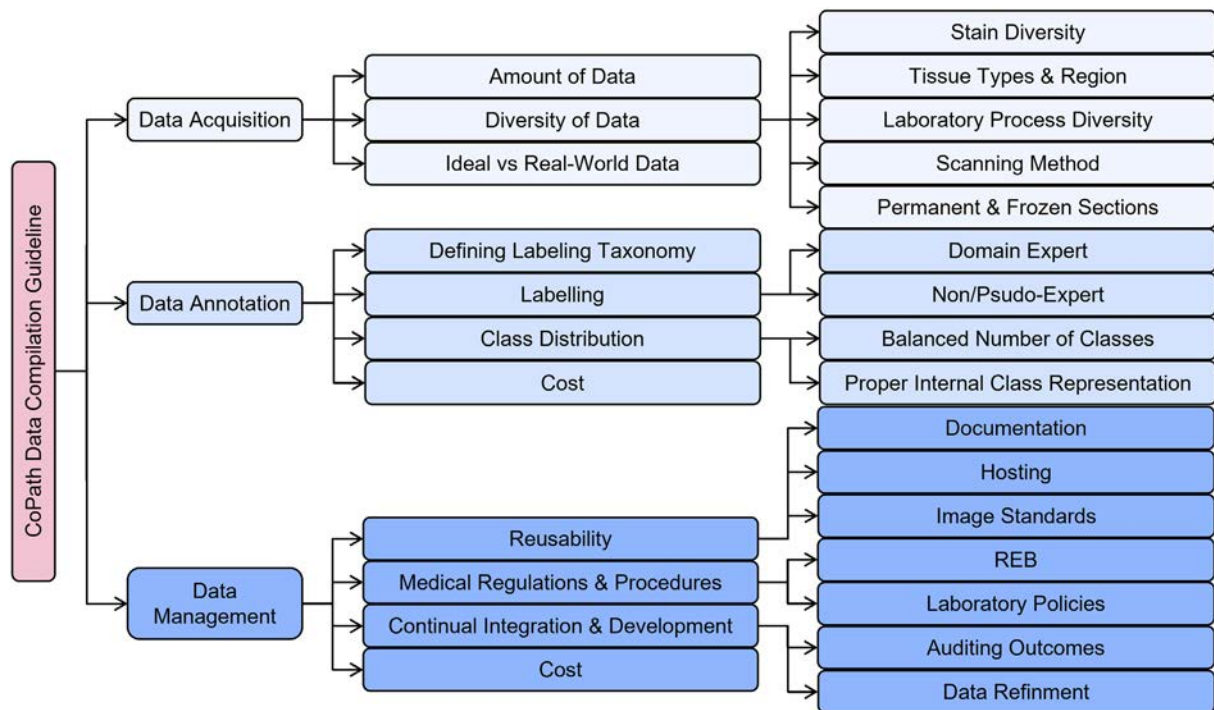 CoPath Data Compilation Guideline
Data Acquisition
Amount of Data
Diversity of Data
Ideal vs Real-World Data
Stain Diversity
Tissue Types & Region
Laboratory Process Diversity
Scanning Method
Permanent & Frozen Sections
Data Annotation
Defining Labeling Taxonomy
Labelling
Class Distribution
Cost
Domain Expert
Non/Psudo-Expert
Balanced Number of Classes
Proper Internal Class Representation
Data
Management
Reusability
Medical Regulations & Procedures
Continual Integration & Development
Cost
Documentation
Hosting
Image Standards
REB
Laboratory Policies
Auditing Outcomes
Data Refinment